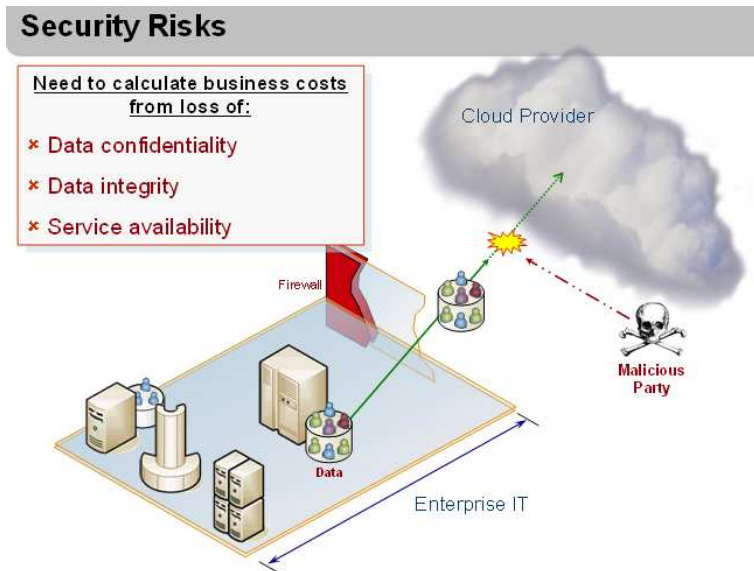 Security Risks
Need to calculate business costs
from loss of:
× Data confidentiality
× Data integrity
× Service availability
Cloud Provider
Firewall
Malicious
Party
Data
Enterprise IT